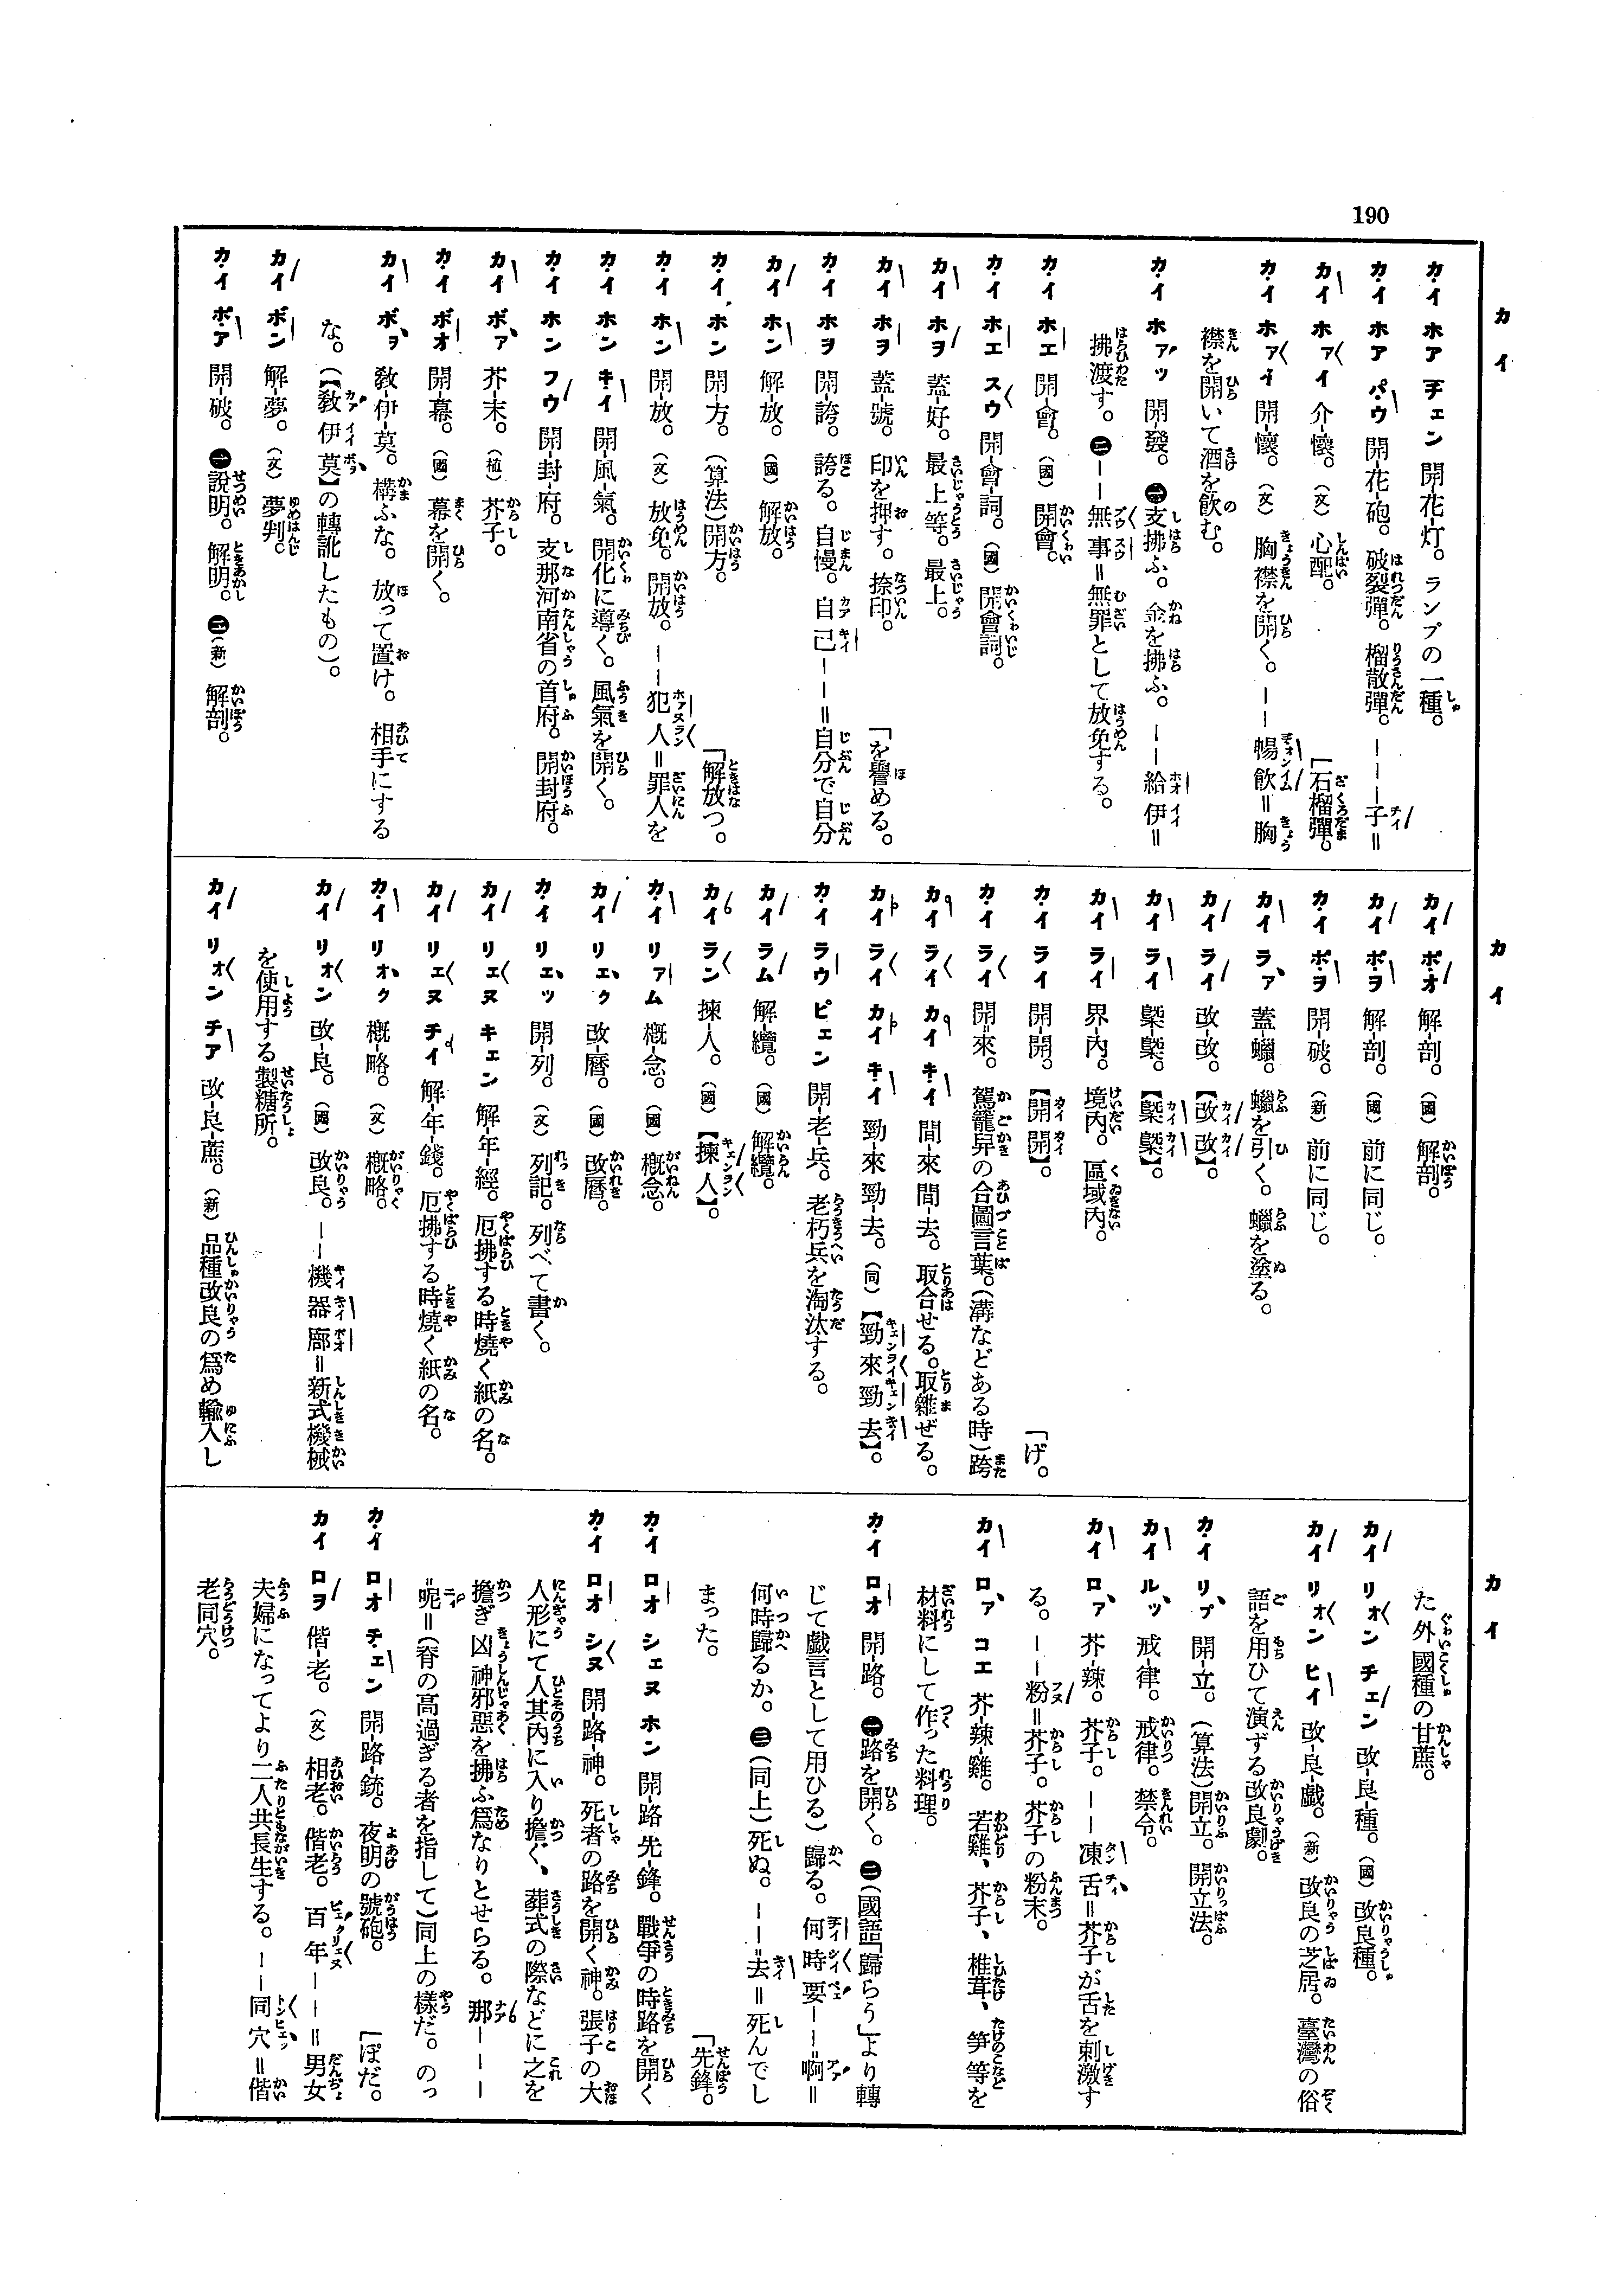 190
カイ
カイ ホア チェン 開-花-灯。ランプの一種。
カイ ホア パウ 開-花-砲。破裂彈。榴散彈。－－－子＝
「石榴彈。
カイ ホァイ 介-懷。(文) 心配。
カイ ホァイ 開-懷。(文) 胸襟を開く。－－暢飲＝胸
襟を開いて酒を飲む。
カイ ホァッ 開-發。㊀支拂ふ。金を拂ふ。－－給伊＝
拂渡す。㊁－－無事＝無罪として放免する。
カイ ホエ 開-會。(國) 開會。
カイ ホエ スウ 開-會-詞。(國) 開會詞。
カイ ホヲ 蓋-好。最上等。最上。
カイ ホヲ 蓋-號。印を押す。捺印。
「を譽める。
カイ ホヲ 開-誇。誇る。自慢。自己－－＝自分で自分
カイ ホン 解-放。(國) 解放。
カイ ホン 開-方。(算法)開方。
「解放つ。
カイ ホン 開-放。(文) 放免。開放。－－犯人＝罪人を
カイ ホン キイ 開-風-氣。開化に導く。風氣を開く。
カイ ホン フウ 開-封-府。支那河南省の首府。開封府。
カイ ボァ 芥-末。(植) 芥子。
カイ ボオ 開-幕。(國) 幕を開く。
カイ ボヲ 教-伊-莫。構ふな。放って置け。相手にする
な。(【教伊莫】の轉訛したもの)。
カイ ボン 解-夢。(文) 夢判。
カイ ポア 開-破。㊀說明。解明。㊁(新) 解剖。
カイ
カイ ポオ 解-剖。(國) 解剖。
カイ ポヲ 解-剖。(國) 前に同じ。
カイ ポヲ 開-破。(新) 前に同じ。
カイ ラァ 蓋-蠟。蠟を引く。蠟を塗る。
カイ ライ 改-改。【改改】。
カイ ライ 槩-槩。【槩槩】。
カイ ライ 界-內。境內。區域內。
カイ ライ 開-開。【開開】。
「げ。
カイ ライ 開-來。駕籠舁の合圖言葉。(溝などある時)跨
カイ ライ カイ キイ 間-來間-去。取合せる。取雜ぜる。
カイ ライ カイ キイ 勁-來勁-去。(同)【勁來勁去】。
カイ ラウ ピェン 開-老-兵。老朽兵を淘汰する。
カイ ラム 解-纜。(國) 解纜。
カイ ラン 揀-人。(國)【揀人】。
カイ リァム 概-念。(國) 概念。
カイ リェク 改-曆。(國) 改曆。
カイ リェッ 開-列。(文) 列記。列べて書く。
カイ リェヌ キェン 解-年-經。厄拂する時燒く紙の名。
カイ リェヌ チイ 解-年-錢。厄拂する時燒く紙の名。
カイ リォク 概-略。(文) 概略。
カイ リォン 改-良。(國) 改良。－－機器廍＝新式機械
を使用する製糖所。
カイ リォン チア 改-良-蔗。(新) 品種改良の爲め輸入し
カイ
た外國種の甘蔗。
カイ リォン チェン 改-良-種。(國) 改良種。
カイ リォン ヒイ 改-良-戲。(新) 改良の芝居。臺灣の俗
語を用ひて演ずる改良劇。
カイ リプ 開-立。(算法)開立。開立法。
カイ ルッ 戒-律。戒律。禁令。
カイ ロァ 芥-辣。芥子。－－凍舌＝芥子が舌を刺激す
る。－－粉＝芥子。芥子の粉末。
カイ ロァ コエ 芥-辣-雞。若雞、芥子、椎茸、笋等を
材料にして作った料理。
カイ ロオ 開-路。㊀路を開く。㊁(國語「歸らう」より轉
じて戲言として用ひる)歸る。何時要－－啊＝
何時歸るか。㊂(同上)死ぬ。－－去＝死んでし
まった。
「先鋒。
カイ ロオ シェヌ ホン 開-路先-鋒。戰爭の時路を開く
カイ ロオ シヌ 開-路-神。死者の路を開く神。張子の大
人形にて人其內に入り擔ぐ、葬式の際などに之を
擔ぎ凶神邪惡を拂ふ爲なりとせらる。那－－－
呢＝(脊の高過ぎる者を指して)同上の樣だ。のっ
「ぽだ。
カイ ロオ チェン 開-路-銃。夜明の號砲。
カイ ロヲ 偕-老。(文) 相老。偕老。百年－－＝男女
夫婦になってより二人共長生する。－－同穴＝偕
老同穴。